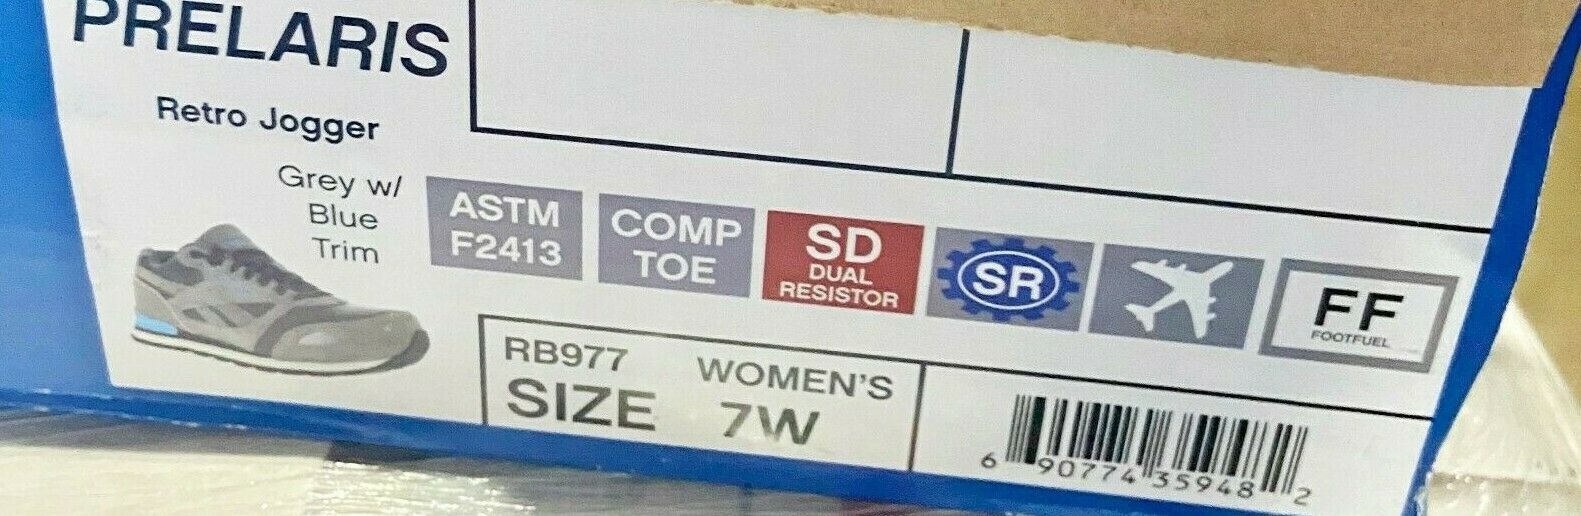 PRELARIS
Retro Jogger
Grey w/
Blue
Trim
ASTM
F2413
COMP
TOE
SD
DUAL
RESISTOR
SR
FF
FOOTFUEL
RB977 WOMEN'S
SIZE 7W
6 90774 35948 2